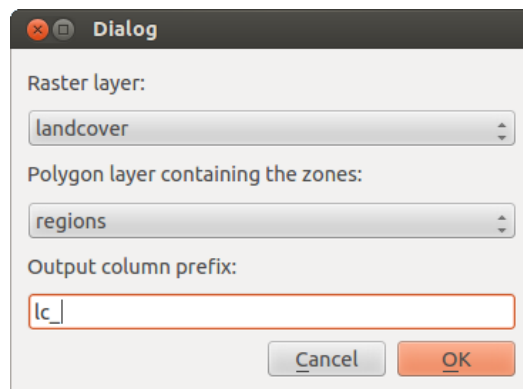 Dialog
Raster layer:
landcover
Polygon layer containing the zones:
regions
Output column prefix:
lc_
Cancel OK